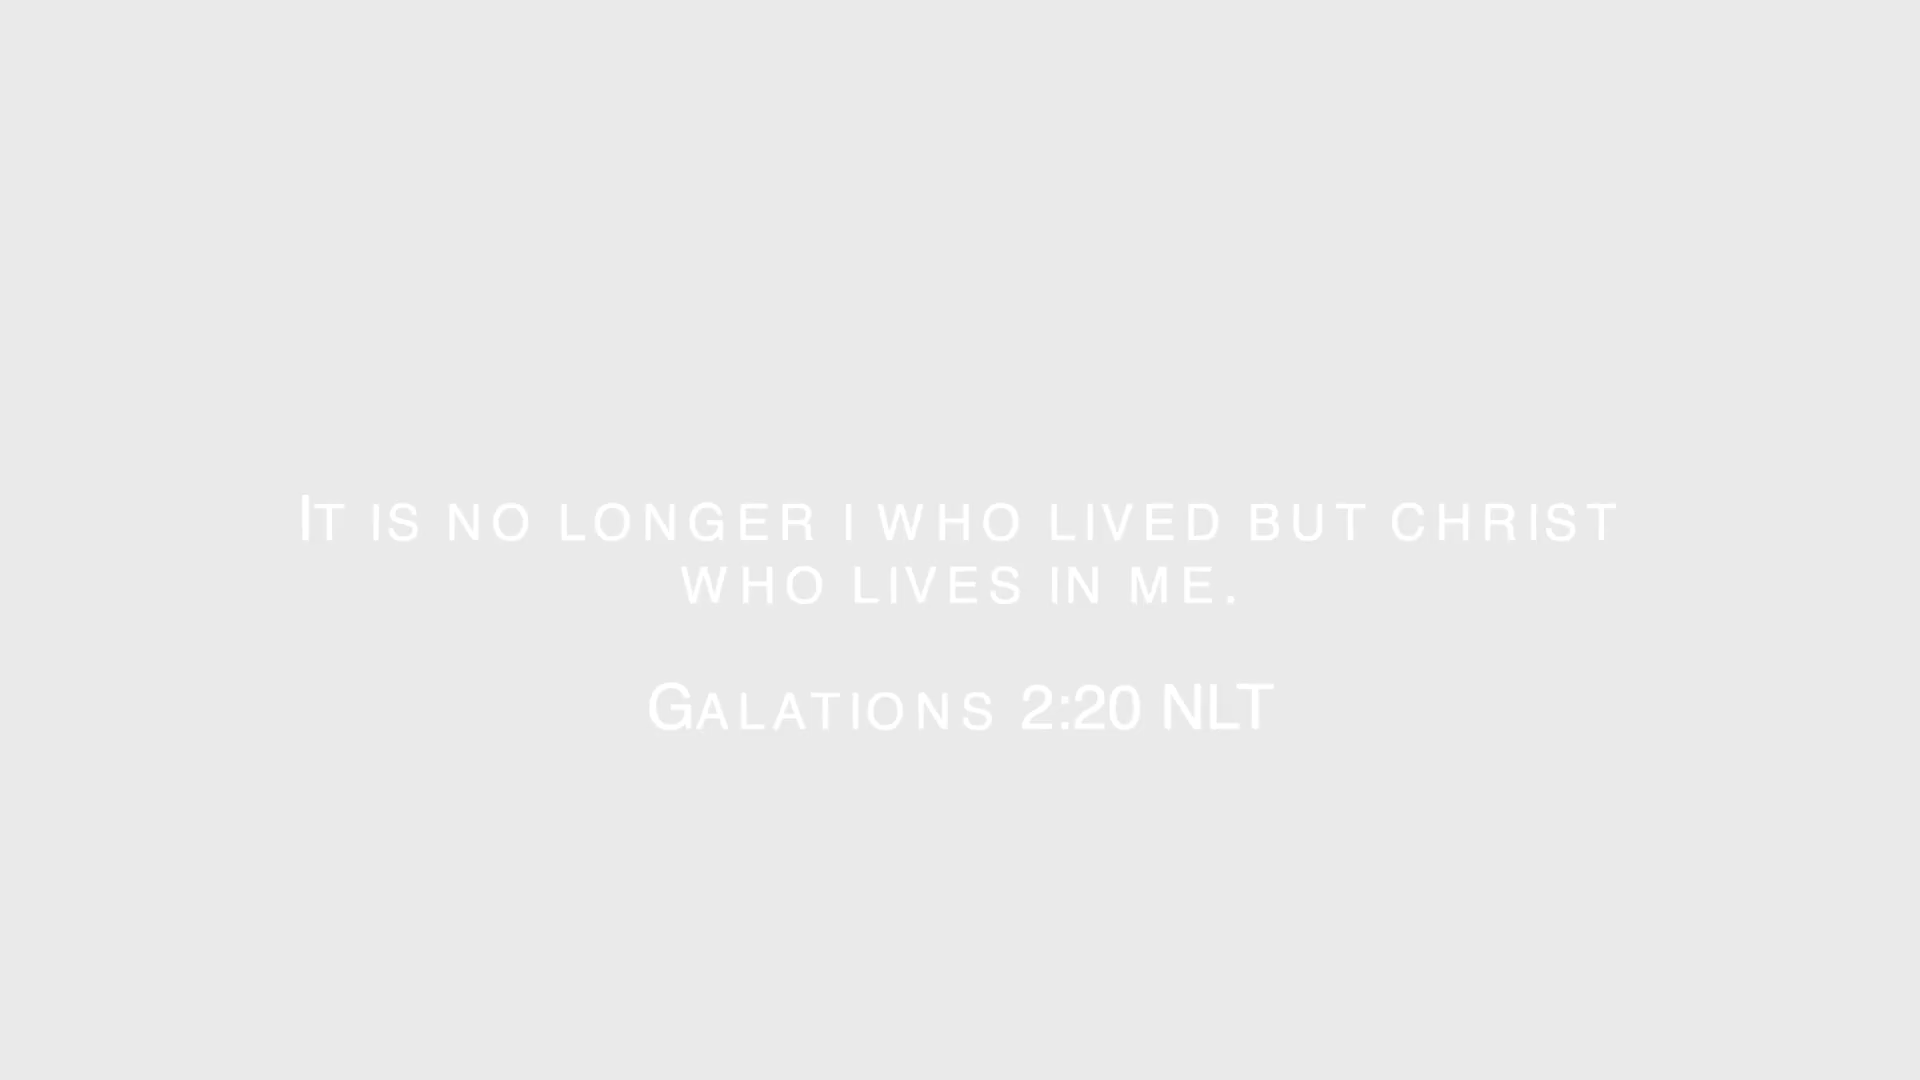 It is no longer i who lived but christ
who lives in me.
Galations 2:20 NLT